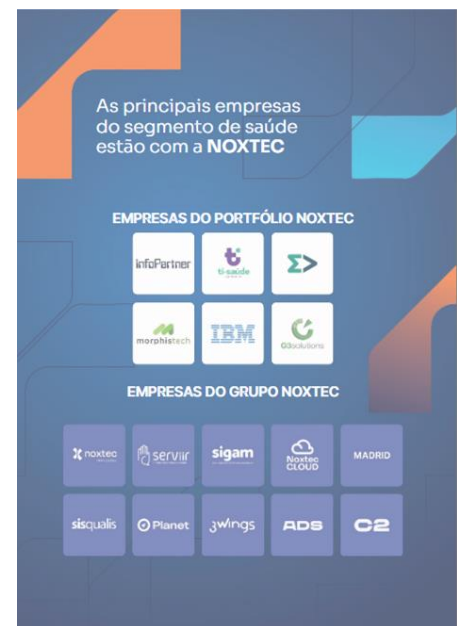 As principais empresas
do segmento de saúde
estão com a NOXTEC
EMPRESAS DO PORTFÓLIO NOXTEC
infoPartner
ti-saúde
morphistech
IBM
G3solutions
EMPRESAS DO GRUPO NOXTEC
noxtec
serviir
sigam
Noxtec
CLOUD
MADRID
sisqualis
Planet
3wings
ADS
C2